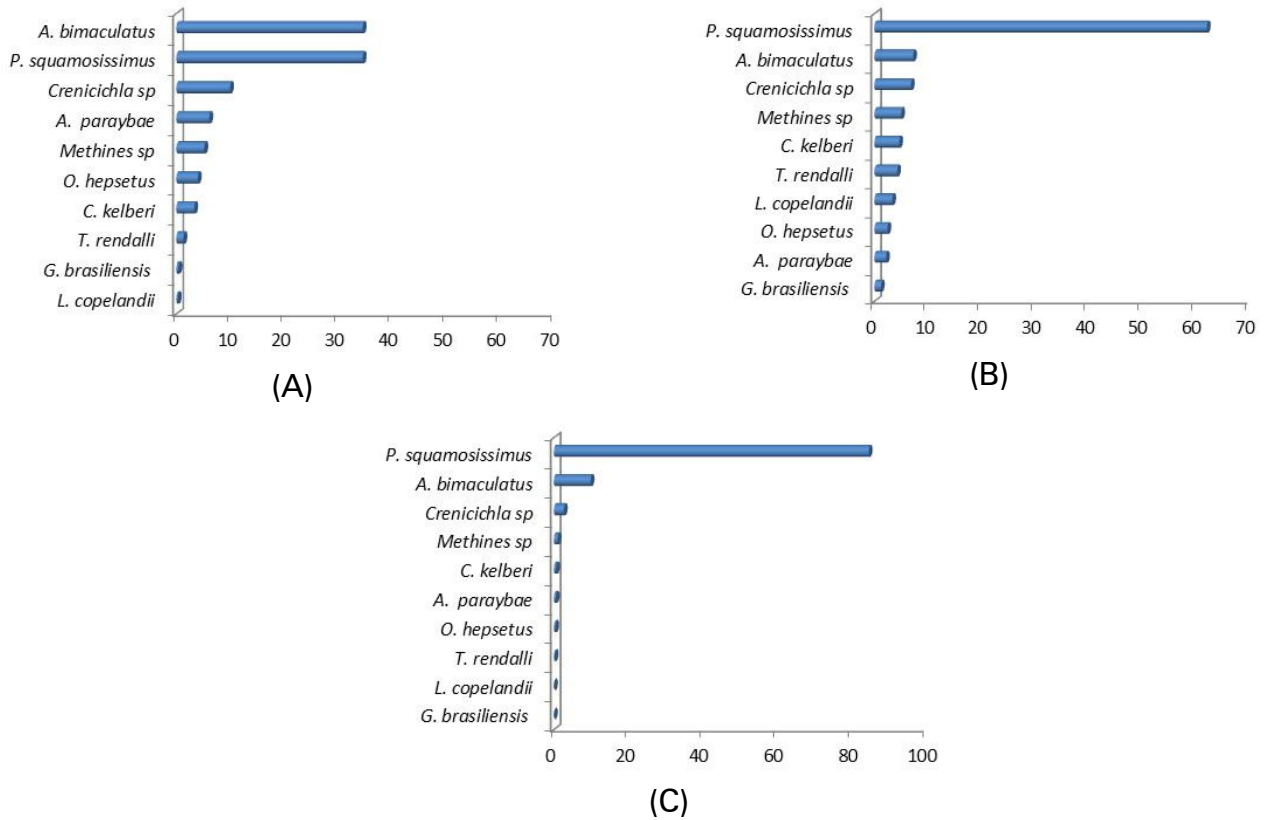 A. bimaculatus
P. squamosissimus
Crenicichla sp
A. paraybae
Methines sp
O. hepsetus
C. kelberi
T. rendalli
G. brasiliensis
L. copelandii
0 10 20 30 40 50 60 70
(A)
P. squamosissimus
A. bimaculatus
Crenicichla sp
Methines sp
C. kelberi
T. rendalli
L. copelandii
O. hepsetus
A. paraybae
G. brasiliensis
0 10 20 30 40 50 60 70
(B)
P. squamosissimus
A. bimaculatus
Crenicichla sp
Methines sp
C. kelberi
A. paraybae
O. hepsetus
T. rendalli
L. copelandii
G. brasiliensis
0 20 40 60 80 100
(C)